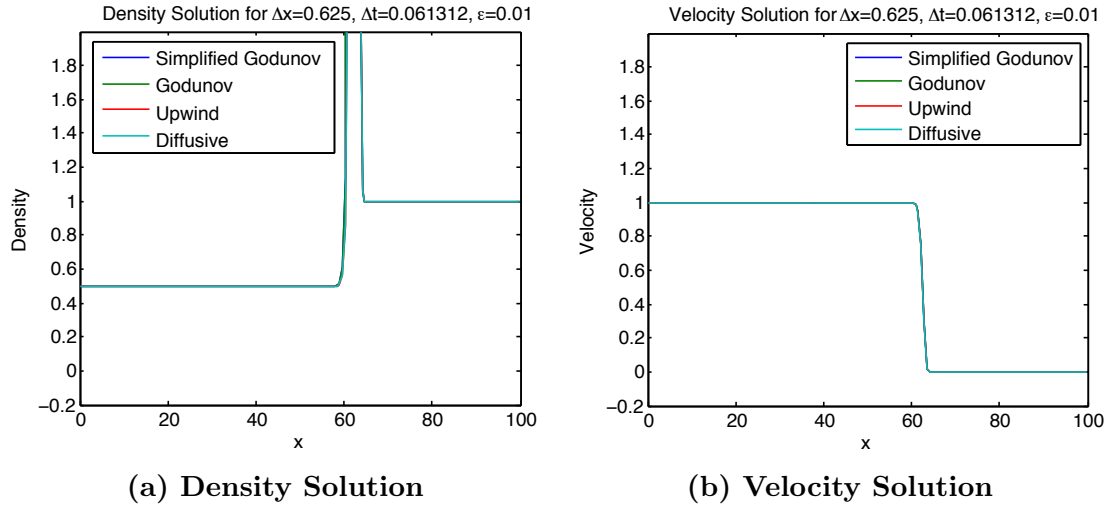 Density Solution for Δx=0.625, Δt=0.061312, ε=0.01
Simplified Godunov
Godunov
Upwind
Diffusive
1.8
1.6
1.4
1.2
1
0.8
0.6
0.4
0.2
0
−0.2
Density
0 20 40 60 80 100
x
(a) Density Solution
Velocity Solution for Δx=0.625, Δt=0.061312, ε=0.01
Simplified Godunov
Godunov
Upwind
Diffusive
1.8
1.6
1.4
1.2
1
0.8
0.6
0.4
0.2
0
−0.2
Velocity
0 20 40 60 80 100
x
(b) Velocity Solution